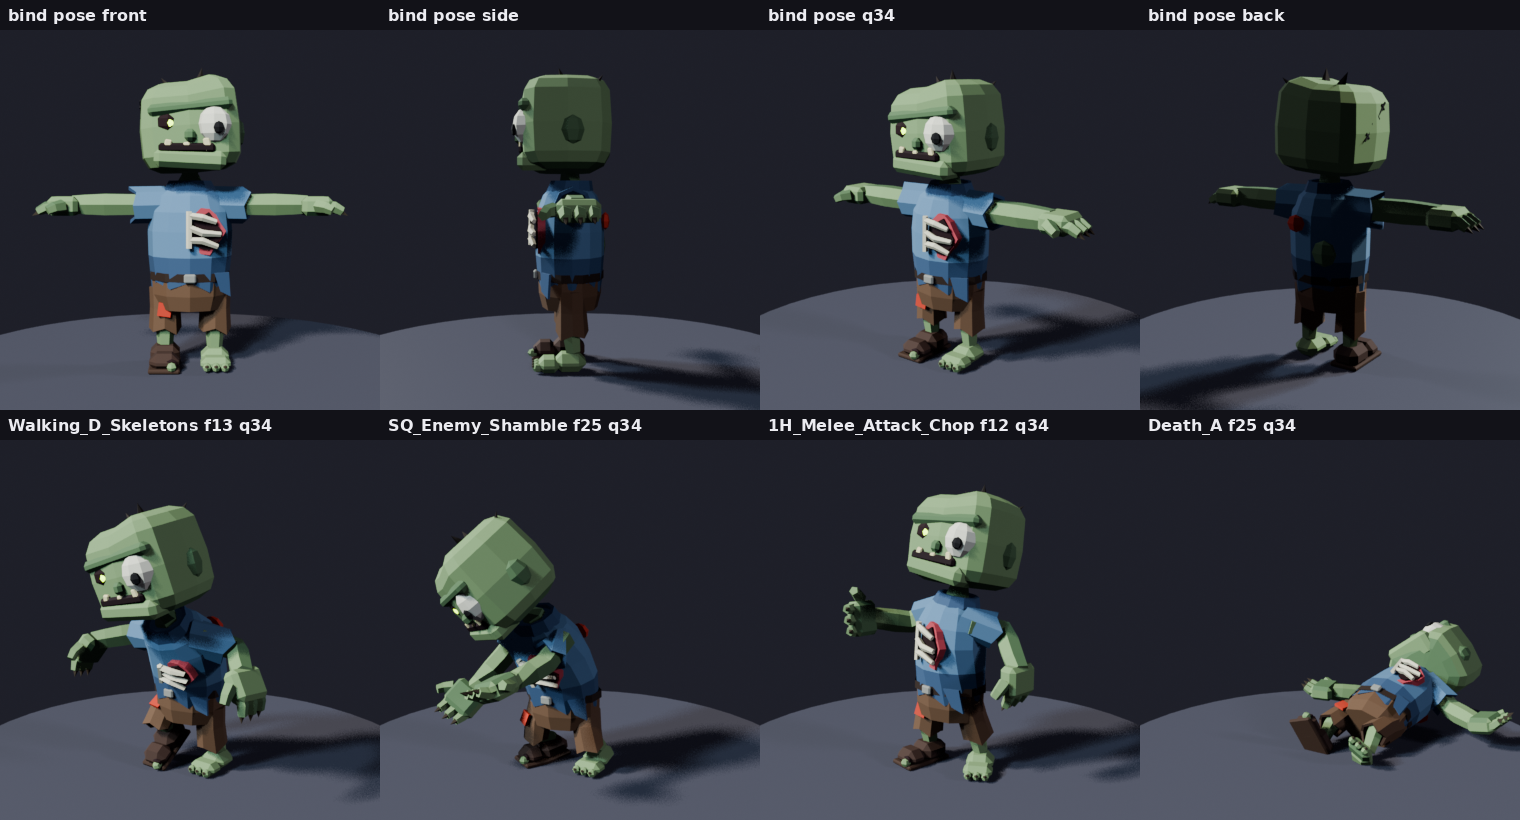 bind pose front
bind pose side
bind pose q34
bind pose back
Walking_D_Skeletons f13 q34
SQ_Enemy_Shamble f25 q34
1H_Melee_Attack_Chop f12 q34
Death_A f25 q34